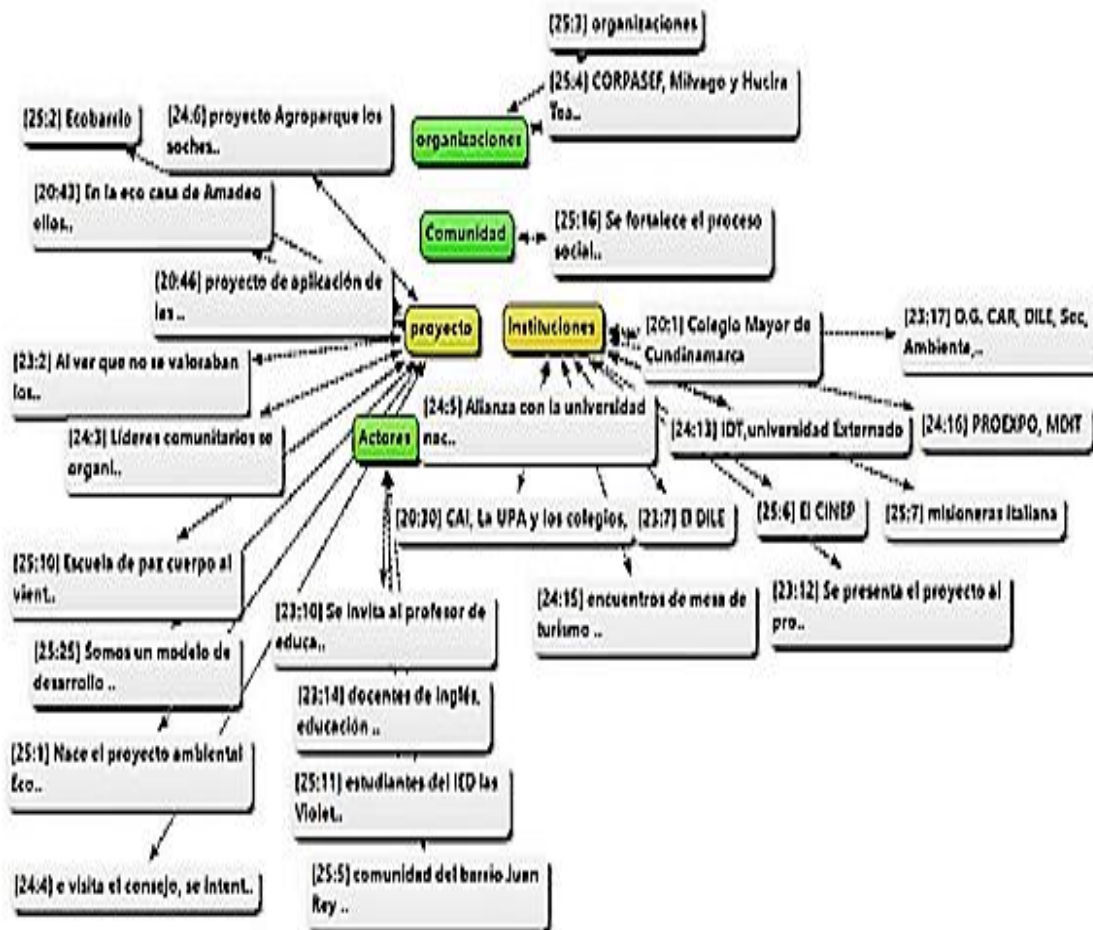 [25:3] organizaciones
[25:4] CORPASEF, Milvago y
[25:2] Ecobarrio
[24:6] proyecto Agroparque los
soches..
organizaciones
[20:43] En la eco casa de Amadeo
ollos..
Comunidad
[25:16] Se fortalece el proceso
social..
[20:46] proyecto de aplicación de
las ..
proyecto
Instituciones
[20:1] Colegio Mayor de
Cundinamarca
[23:17] D.G. CAR, DILE, Sec,
Ambiente,..
[23:2] Al ver que no se valoraban
los..
[24:5] Alianza con la universidad
nac..
[24:3] Líderes comunitarios se
organi..
Actores
[24:13] IDT,universidad Externado
[24:16] PROEXPO,
[20:30] CAI, La UPA y los colegios,
[23:7] El DILE
[25:6] El CINEP
[25:7] misioneras italiana
[25:10] Escuela de paz cuerpo al
vient..
[23:10] Se invita al profesor de
educa..
[24:15] encuentros de mesa de
turismo ..
[23:12] Se presenta el proyecto al
pro..
Somos un modelo de
desarrollo ..
[23:14] docentes de inglés,
educación ..
[25:1] Nace el proyecto ambiental
Eco..
[25:11] estudiantes del IED las
Violet..
[24:4] e visita el consejo, se intent..
[25:5] comunidad del barrio Juan
Rey ..